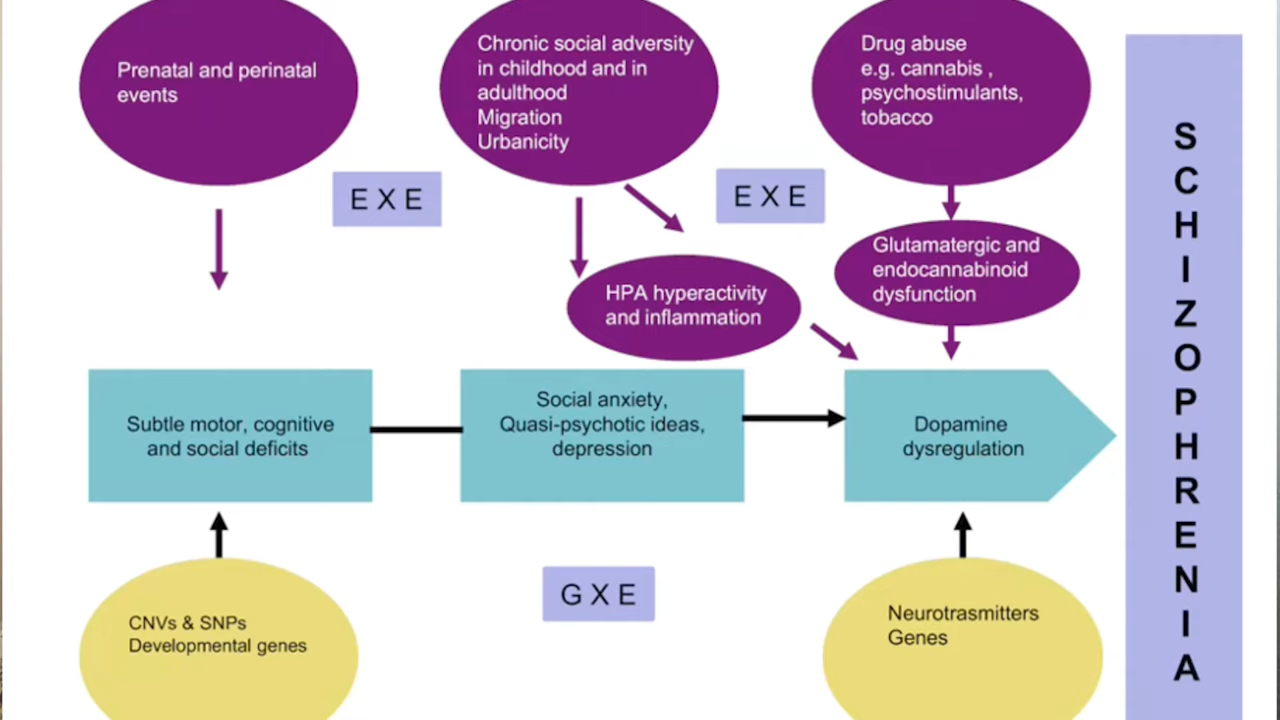 Prenatal and perinatal
events
Chronic social adversity
in childhood and in
adulthood
Migration
Urbanicity
Drug abuse
e.g. cannabis ,
psychostimulants,
tobacco
E X E
E X E
HPA hyperactivity
and inflammation
Glutamatergic and
endocannabinoid
dysfunction
Subtle motor, cognitive
and social deficits
Social anxiety,
Quasi-psychotic ideas,
depression
Dopamine
dysregulation
G X E
CNVs & SNPs
Developmental genes
Neurotrasmitters
Genes
S
C
H
I
Z
O
P
H
R
E
N
I
A